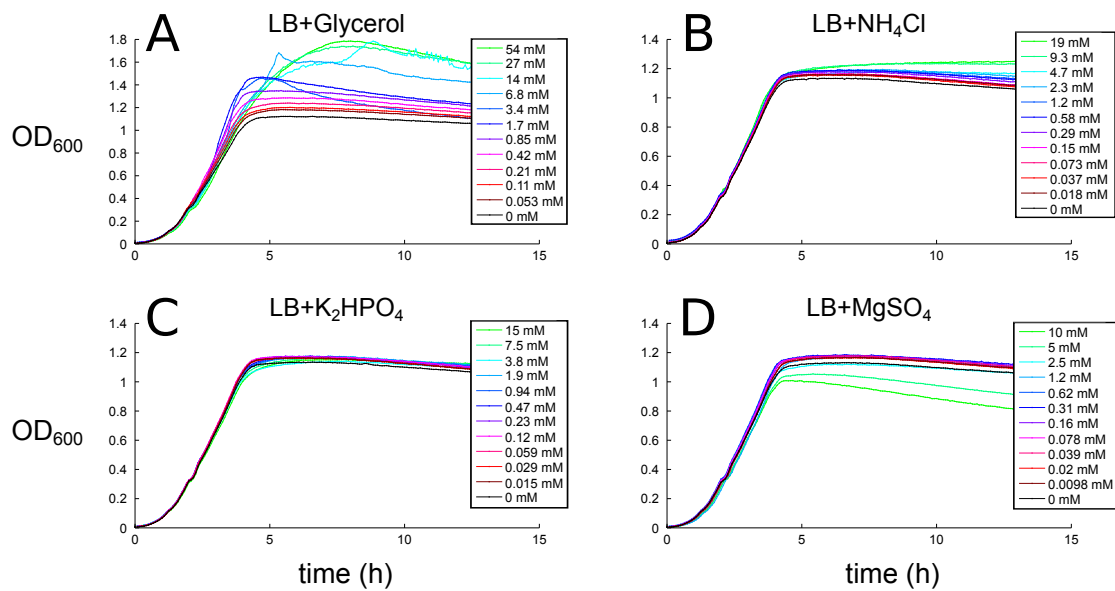 A
LB+Glycerol
1.8
1.6
1.4
1.2
1
0.8
0.6
0.4
0.2
0
0
5
10
15
54 mM
27 mM
14 mM
6.8 mM
3.4 mM
1.7 mM
0.85 mM
0.42 mM
0.21 mM
0.11 mM
0.053 mM
0 mM
OD₆₀₀
B
LB+NH₄Cl
1.4
1.2
1
0.8
0.6
0.4
0.2
0
0
5
10
15
19 mM
9.3 mM
4.7 mM
2.3 mM
1.2 mM
0.58 mM
0.29 mM
0.15 mM
0.073 mM
0.037 mM
0.018 mM
0 mM
C
LB+K₂HPO₄
1.4
1.2
1
0.8
0.6
0.4
0.2
0
0
5
10
15
15 mM
7.5 mM
3.8 mM
1.9 mM
0.94 mM
0.47 mM
0.23 mM
0.12 mM
0.059 mM
0.029 mM
0.015 mM
0 mM
OD₆₀₀
time (h)
D
LB+MgSO₄
1.4
1.2
1
0.8
0.6
0.4
0.2
0
0
5
10
15
10 mM
5 mM
2.5 mM
1.2 mM
0.62 mM
0.31 mM
0.16 mM
0.078 mM
0.039 mM
0.02 mM
0.0098 mM
0 mM
time (h)